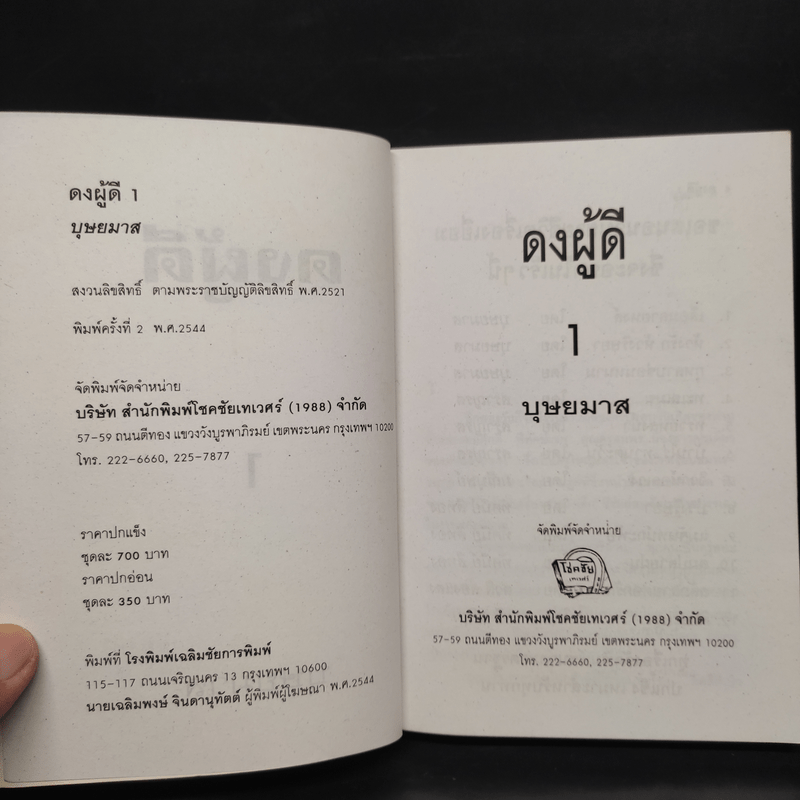 ดงผู้ดี 1
บุษยมาส
สงวนลิขสิทธิ์ ตามพระราชบัญญัติลิขสิทธิ์ พ.ศ.2521
พิมพ์ครั้งที่ 2 พ.ศ.2544
จัดพิมพ์จัดจำหน่าย
บริษัท สำนักพิมพ์โชคชัยเทเวศร์ (1988) จำกัด
57-59 ถนนตีทอง แขวงวังบูรพาภิรมย์ เขตพระนคร กรุงเทพฯ 10200
โทร. 222-6660, 225-7877
ราคาปกแข็ง
ชุดละ 700 บาท
ราคาปกอ่อน
ชุดละ 350 บาท
พิมพ์ที่ โรงพิมพ์เฉลิมชัยการพิมพ์
115-117 ถนนเจริญนคร 13 กรุงเทพฯ 10600
นายเฉลิมพงษ์ จินดานุทัตต์ ผู้พิมพ์ผู้โฆษณา พ.ศ.2544
ดงผู้ดี
1
บุษยมาส
จัดพิมพ์จัดจำหน่าย
โชคชัย
เทเวศร์
บริษัท สำนักพิมพ์โชคชัยเทเวศร์ (1988) จำกัด
57-59 ถนนตีทอง แขวงวังบูรพาภิรมย์ เขตพระนคร กรุงเทพฯ 10200
โทร. 222-6660, 225-7877